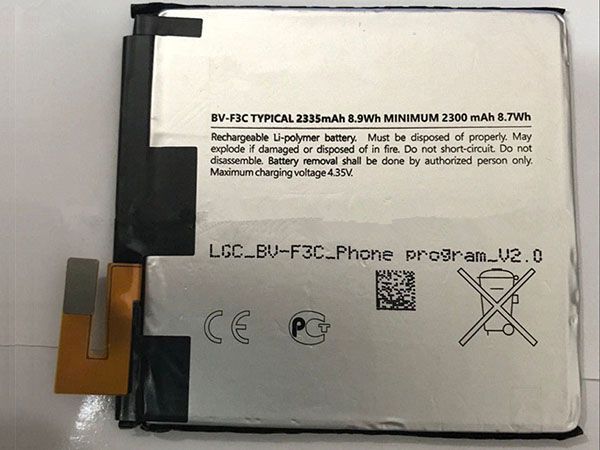 BV-F3C TYPICAL 2335mAh 8.9Wh MINIMUM 2300 mAh 8.7Wh
Rechargeable Li-polymer battery. Must be disposed of properly. May
explode if damaged or disposed of in fire. Do not short-circuit. Do not
disassemble. Battery removal shall be done by authorized person only.
Maximum charging voltage 4.35V.
LGC_BV-F3C_Phone program_V2.0
CE PCT